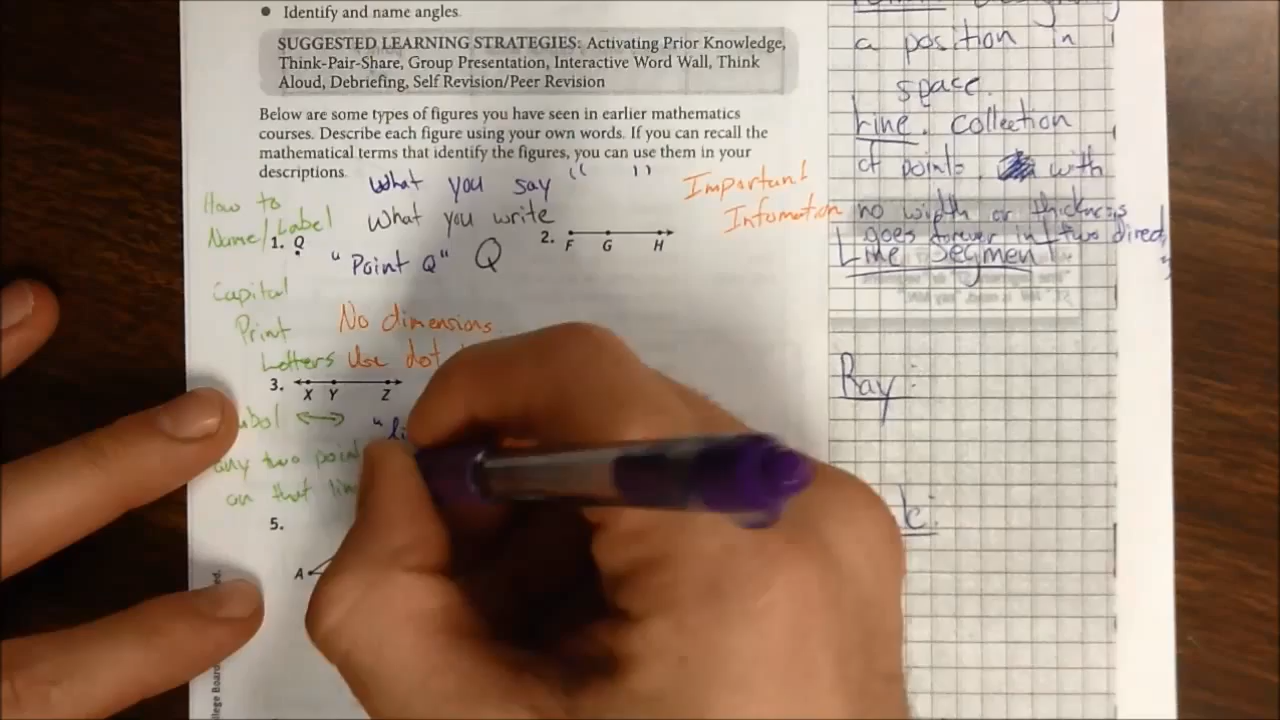 Identify and name angles.
SUGGESTED LEARNING STRATEGIES: Activating Prior Knowledge,
Think-Pair-Share, Group Presentation, Interactive Word Wall, Think
Aloud, Debriefing, Self Revision/Peer Revision
Below are some types of figures you have seen in earlier mathematics
courses. Describe each figure using your own words. If you can recall the
mathematical terms that identify the figures, you can use them in your
descriptions.
What you say " "
What you write
How to
Name/Label
Important
Infomation
1. Q
"Point Q" Q
2.
F G H
Capital
Print
Letters
No dimensions
Use dot
3.
X Y Z
"li
any two point
on that line
5.
A
a position in
space.
Line. collection
of points, with
no width or thickness
goes forever in two direc
Line Segment
Ray: